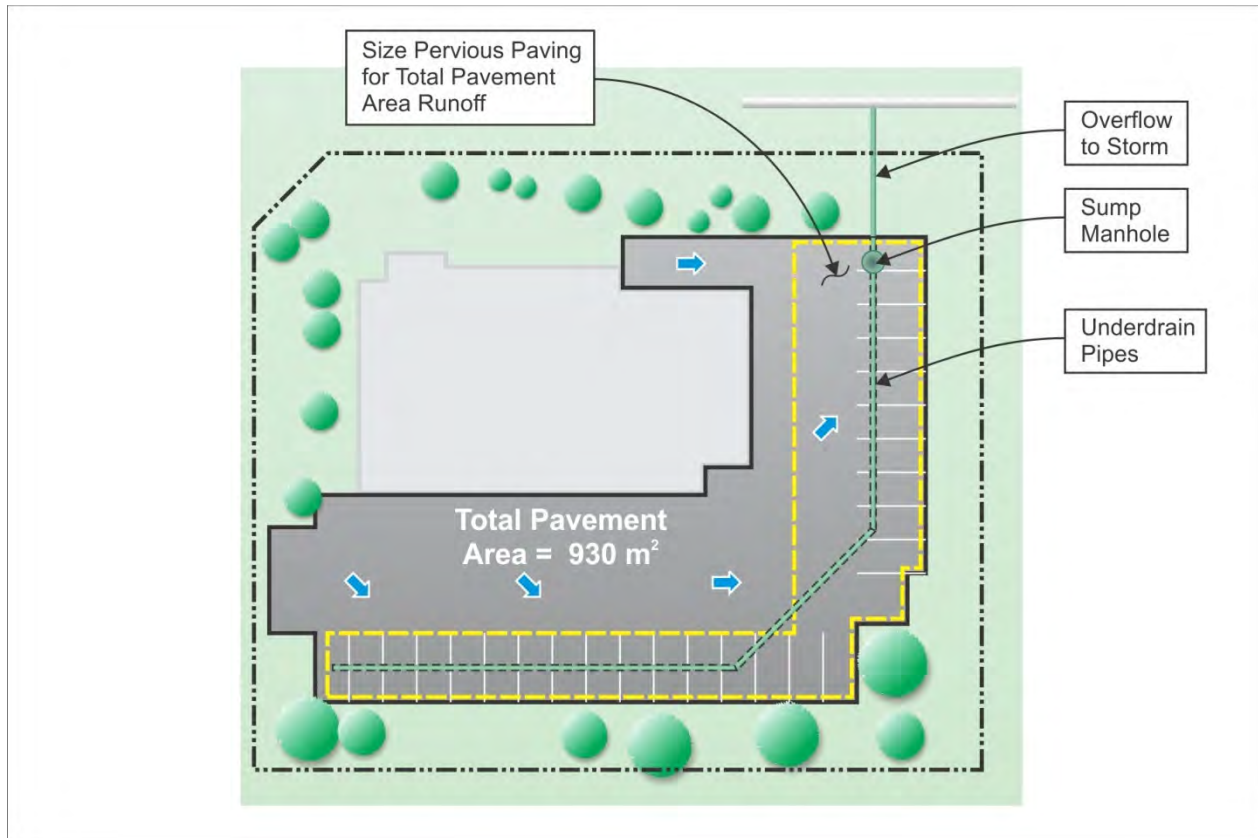 Size Pervious Paving
for Total Pavement
Area Runoff
Overflow
to Storm
Sump
Manhole
Underdrain
Pipes
Total Pavement
Area = 930 m²